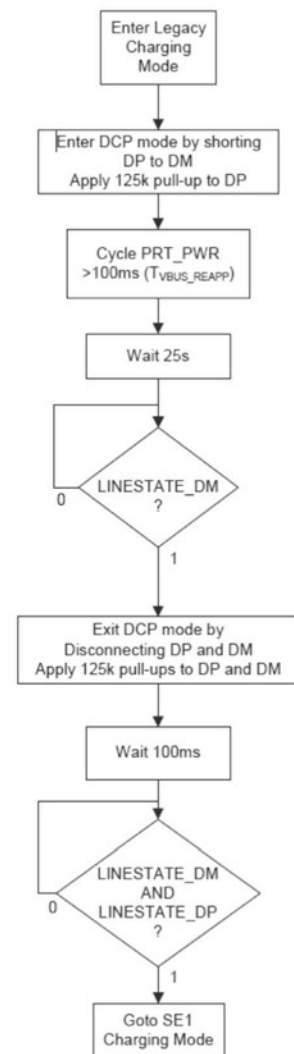 Enter Legacy
Charging
Mode
Enter DCP mode by shorting
DP to DM
Apply 125k pull-up to DP
Cycle PRT_PWR
>100ms (TVBUS_REAPP)
Wait 25s
LINESTATE_DM
?
0
1
Exit DCP mode by
Disconnecting DP and DM
Apply 125k pull-ups to DP and DM
Wait 100ms
LINESTATE_DM
AND
LINESTATE_DP
?
0
1
Goto SE1
Charging Mode